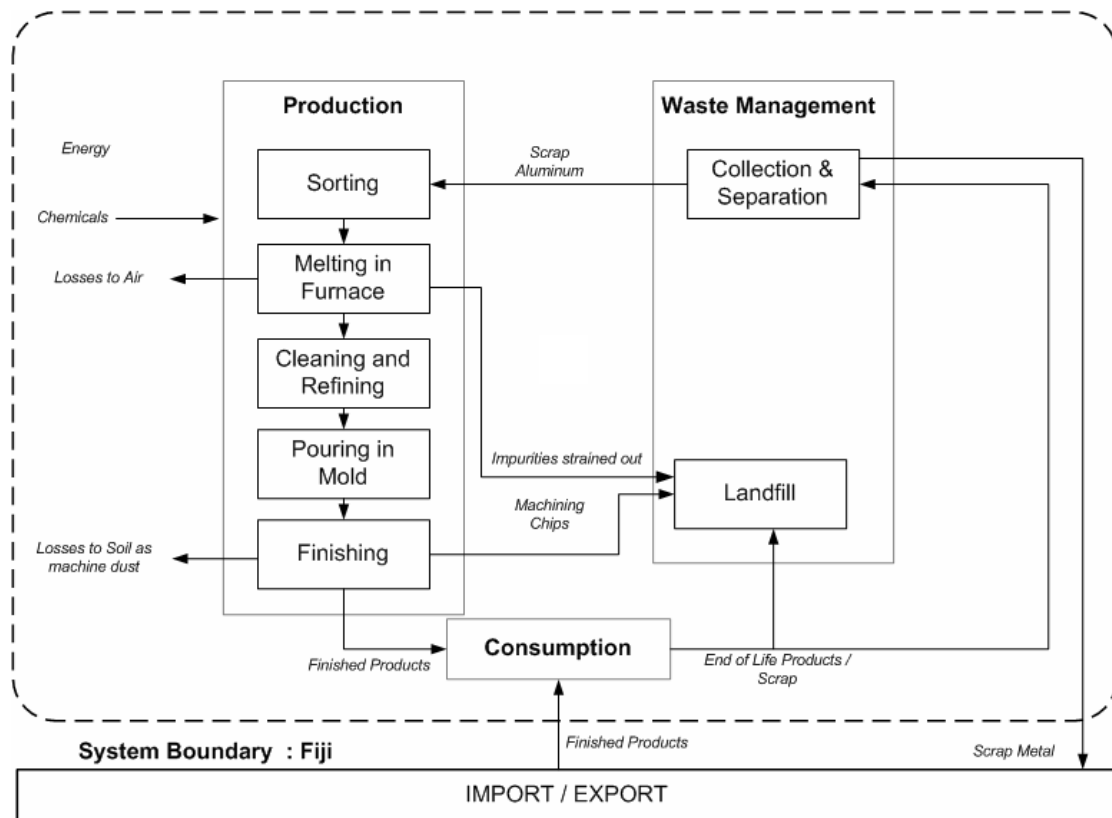 Production
Waste Management
Energy
Scrap
Aluminum
Sorting
Collection &
Separation
Chemicals
Melting in
Furnace
Losses to Air
Cleaning and
Refining
Pouring in
Mold
Impurities strained out
Landfill
Machining
Chips
Finishing
Losses to Soil as
machine dust
Consumption
Finished Products
End of Life Products /
Scrap
Finished Products
System Boundary : Fiji
Scrap Metal
IMPORT / EXPORT